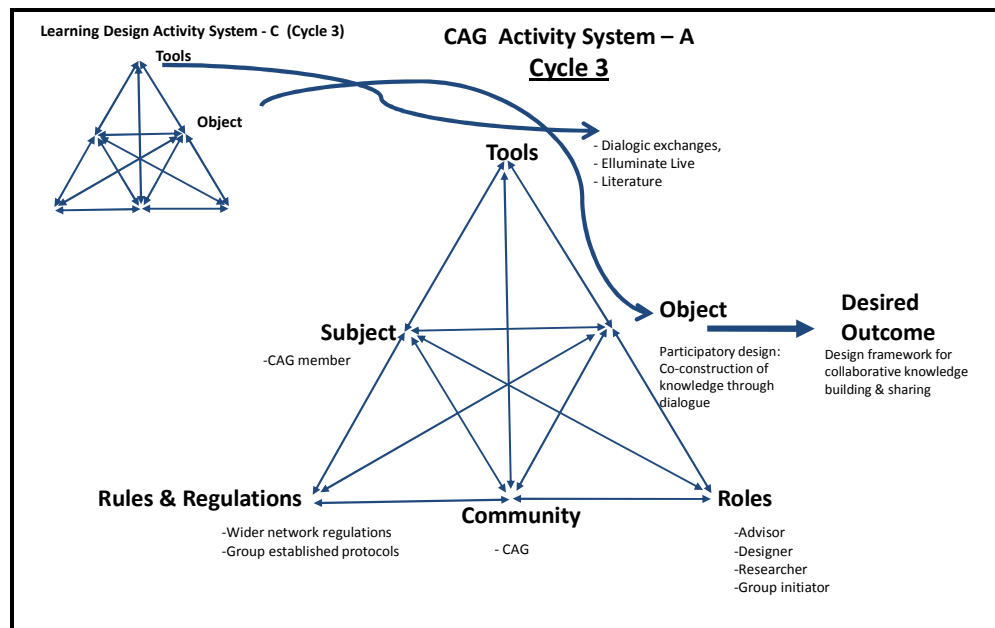 Learning Design Activity System - C  (Cycle 3)
Tools
Object
CAG  Activity System – A
Cycle 3
- Dialogic exchanges,
- Elluminate Live
- Literature
Tools
Subject
-CAG member
Object
Participatory design:
Co-construction of
knowledge through
dialogue
Desired
Outcome
Design framework for
collaborative knowledge
building & sharing
Rules & Regulations
-Wider network regulations
-Group established protocols
Community
- CAG
Roles
-Advisor
-Designer
-Researcher
-Group initiator